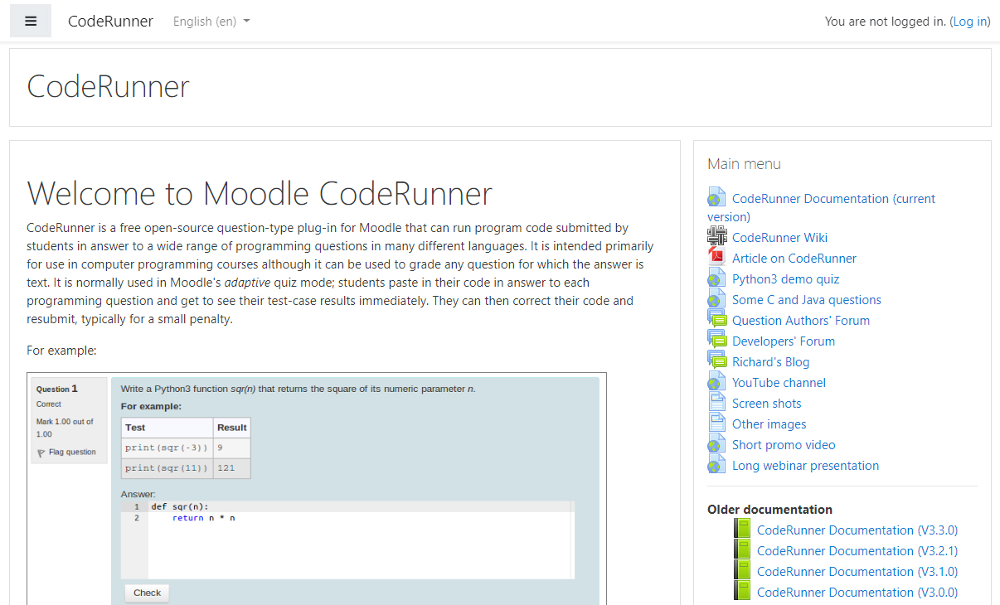 CodeRunner
English (en)
You are not logged in. (Log in)
CodeRunner
Welcome to Moodle CodeRunner
CodeRunner is a free open-source question-type plug-in for Moodle that can run program code submitted by
students in answer to a wide range of programming questions in many different languages. It is intended primarily
for use in computer programming courses although it can be used to grade any question for which the answer is
text. It is normally used in Moodle's adaptive quiz mode; students paste in their code in answer to each
programming question and get to see their test-case results immediately. They can then correct their code and
resubmit, typically for a small penalty.
For example:
Question 1
Correct
Mark 1.00 out of
1.00
Flag question
Write a Python3 function sqr(n) that returns the square of its numeric parameter n.
For example:
Test Result
print(sqr(-3)) 9
print(sqr(11)) 121
Answer:
1 def sqr(n):
2 return n * n
Check
Main menu
CodeRunner Documentation (current
version)
CodeRunner Wiki
Article on CodeRunner
Python3 demo quiz
Some C and Java questions
Question Authors' Forum
Developers' Forum
Richard's Blog
YouTube channel
Screen shots
Other images
Short promo video
Long webinar presentation
Older documentation
CodeRunner Documentation (V3.3.0)
CodeRunner Documentation (V3.2.1)
CodeRunner Documentation (V3.1.0)
CodeRunner Documentation (V3.0.0)